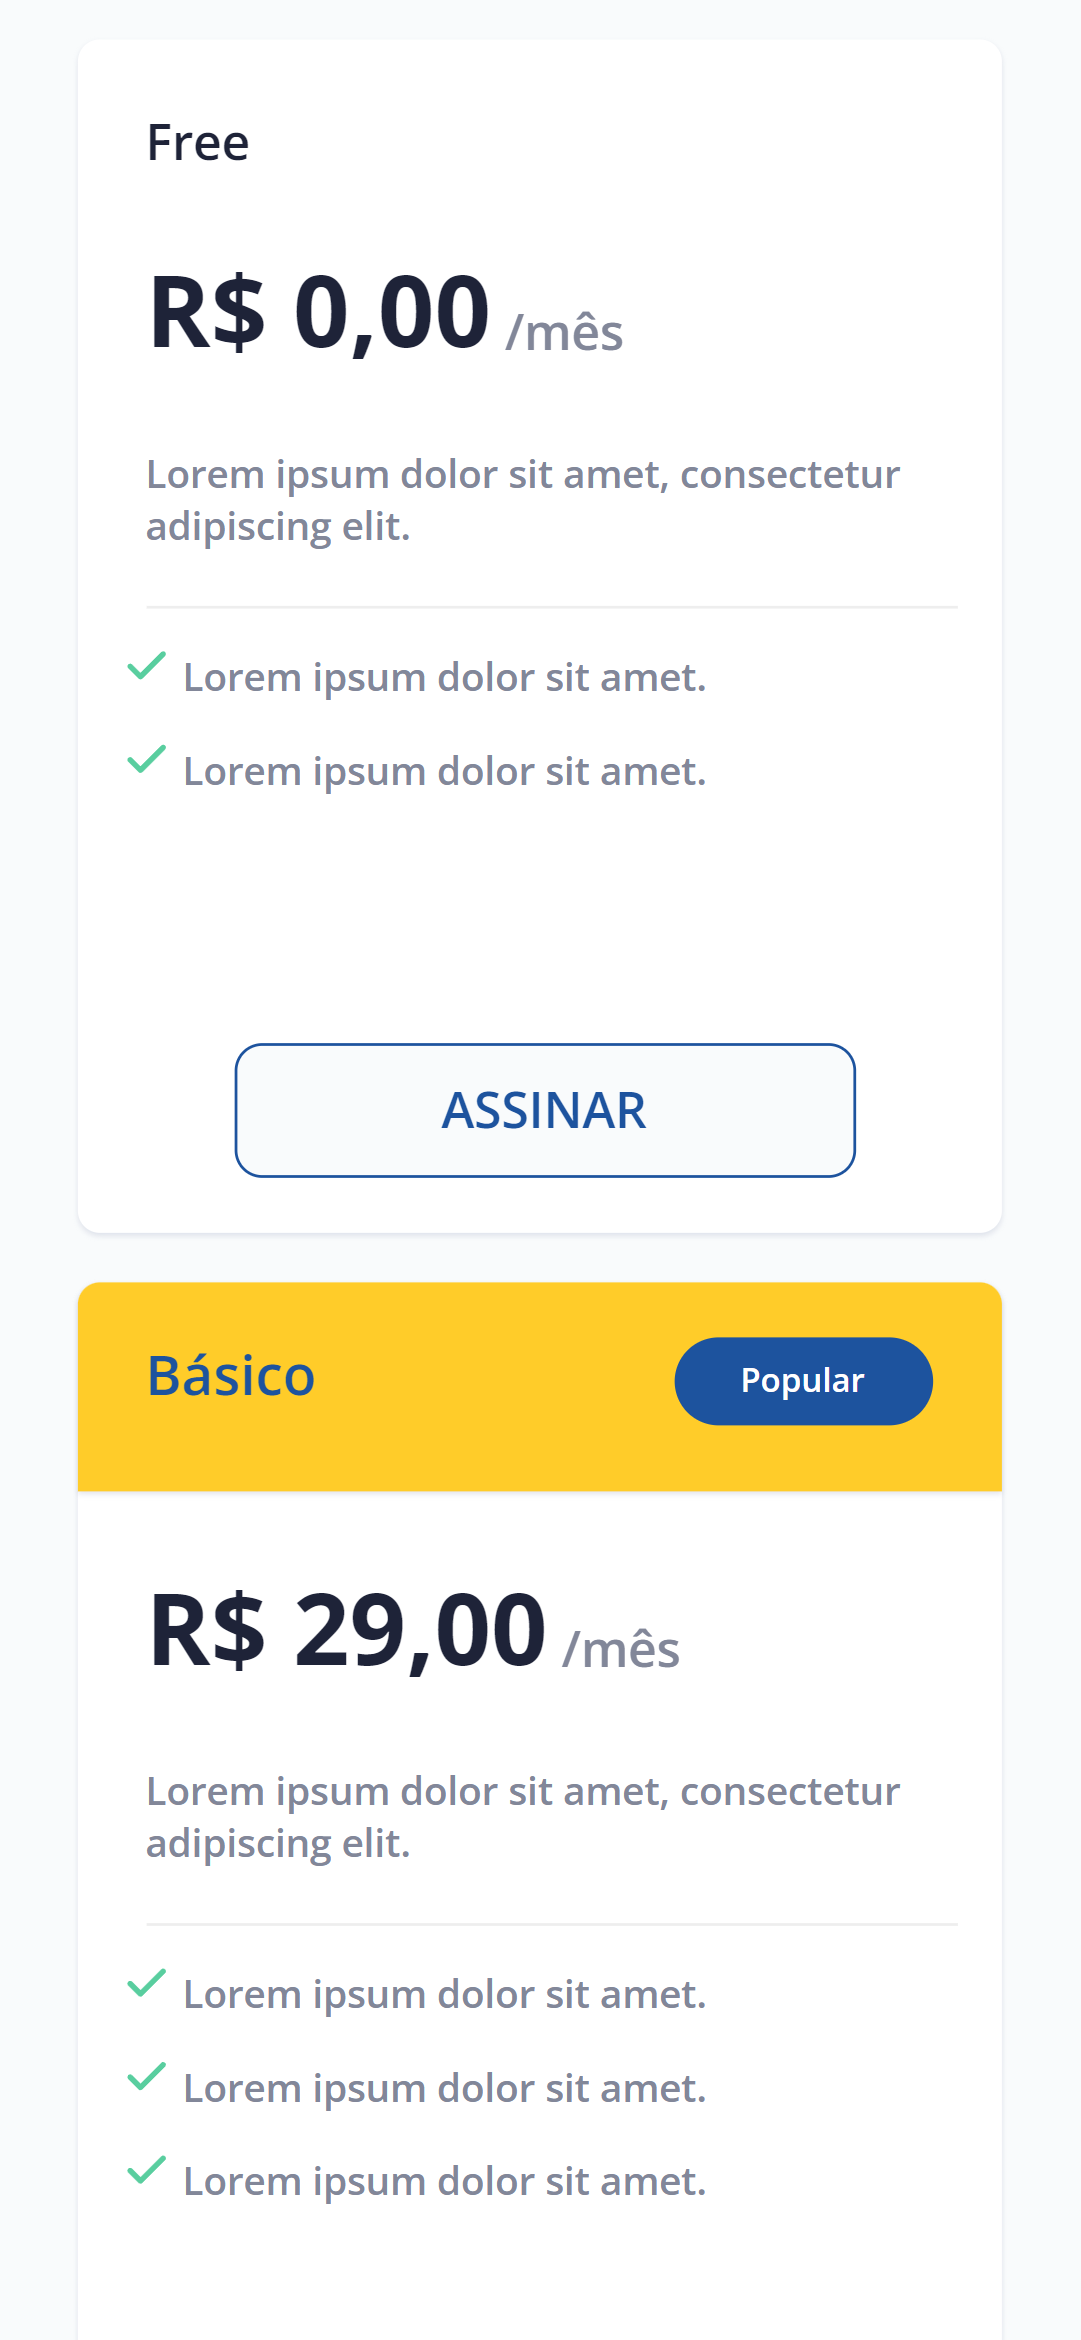 Free
R$ 0,00 /mês
Lorem ipsum dolor sit amet, consectetur
adipiscing elit.
Lorem ipsum dolor sit amet.
Lorem ipsum dolor sit amet.
ASSINAR
Básico Popular
R$ 29,00 /mês
Lorem ipsum dolor sit amet, consectetur
adipiscing elit.
Lorem ipsum dolor sit amet.
Lorem ipsum dolor sit amet.
Lorem ipsum dolor sit amet.